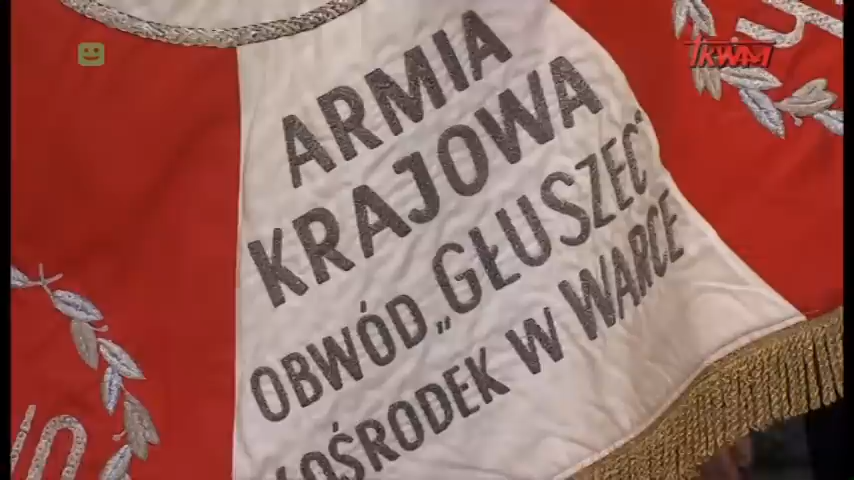 TRWAM
ARMIA
KRAJOWA
OBWÓD „GŁUSZEC”
OŚRODEK W WARCE